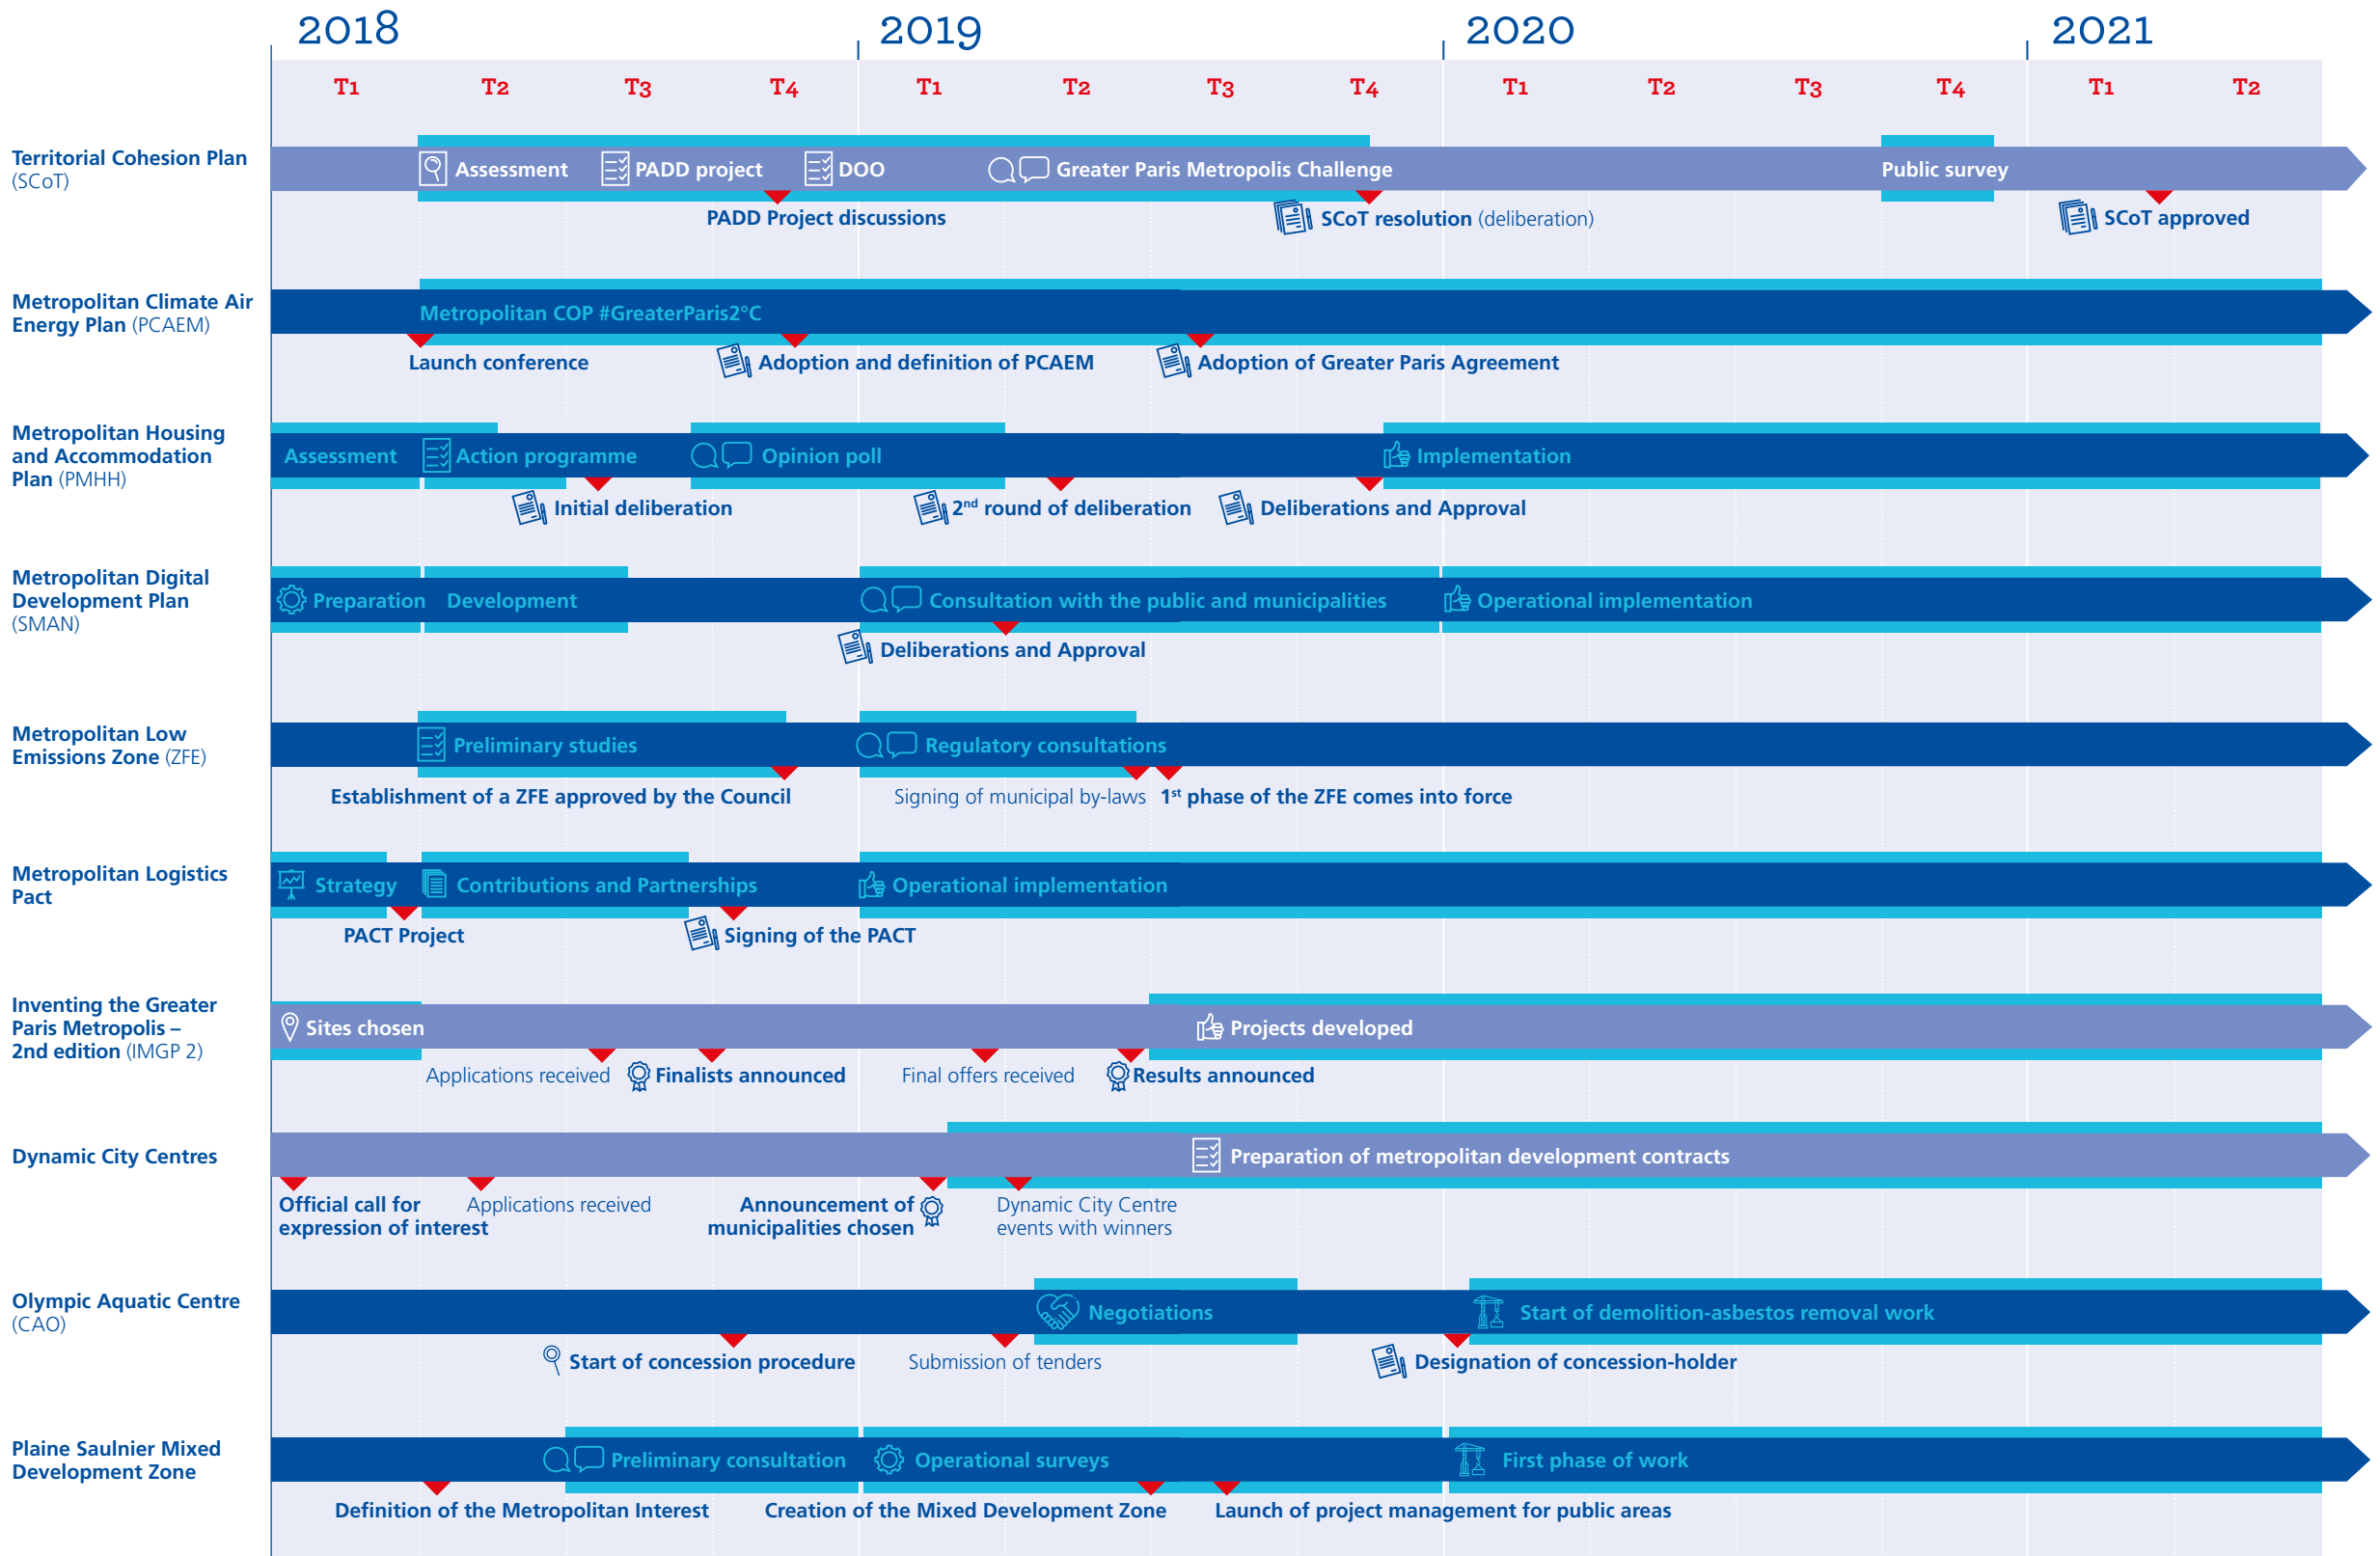 2018 2019 2020 2021
T1 T2 T3 T4 T1 T2 T3 T4 T1 T2 T3 T4 T1 T2
Territorial Cohesion Plan
(SCoT)
Assessment PADD project DOO Greater Paris Metropolis Challenge Public survey
PADD Project discussions SCoT resolution (deliberation) SCoT approved
Metropolitan Climate Air
Energy Plan (PCAEM)
Metropolitan COP #GreaterParis2°C
Launch conference Adoption and definition of PCAEM Adoption of Greater Paris Agreement
Metropolitan Housing
and Accommodation
Plan (PMHH)
Assessment Action programme Opinion poll Implementation
Initial deliberation 2nd round of deliberation Deliberations and Approval
Metropolitan Digital
Development Plan
(SMAN)
Preparation Development Consultation with the public and municipalities Operational implementation
Deliberations and Approval
Metropolitan Low
Emissions Zone (ZFE)
Preliminary studies Regulatory consultations
Establishment of a ZFE approved by the Council Signing of municipal by-laws 1st phase of the ZFE comes into force
Metropolitan Logistics
Pact
Strategy Contributions and Partnerships Operational implementation
PACT Project Signing of the PACT
Inventing the Greater
Paris Metropolis –
2nd edition (IMGP 2)
Sites chosen Projects developed
Applications received Finalists announced Final offers received Results announced
Dynamic City Centres
Preparation of metropolitan development contracts
Official call for
expression of interest
Applications received
Announcement of
municipalities chosen
Dynamic City Centre
events with winners
Olympic Aquatic Centre
(CAO)
Negotiations Start of demolition-asbestos removal work
Start of concession procedure Submission of tenders Designation of concession-holder
Plaine Saulnier Mixed
Development Zone
Preliminary consultation Operational surveys First phase of work
Definition of the Metropolitan Interest Creation of the Mixed Development Zone Launch of project management for public areas